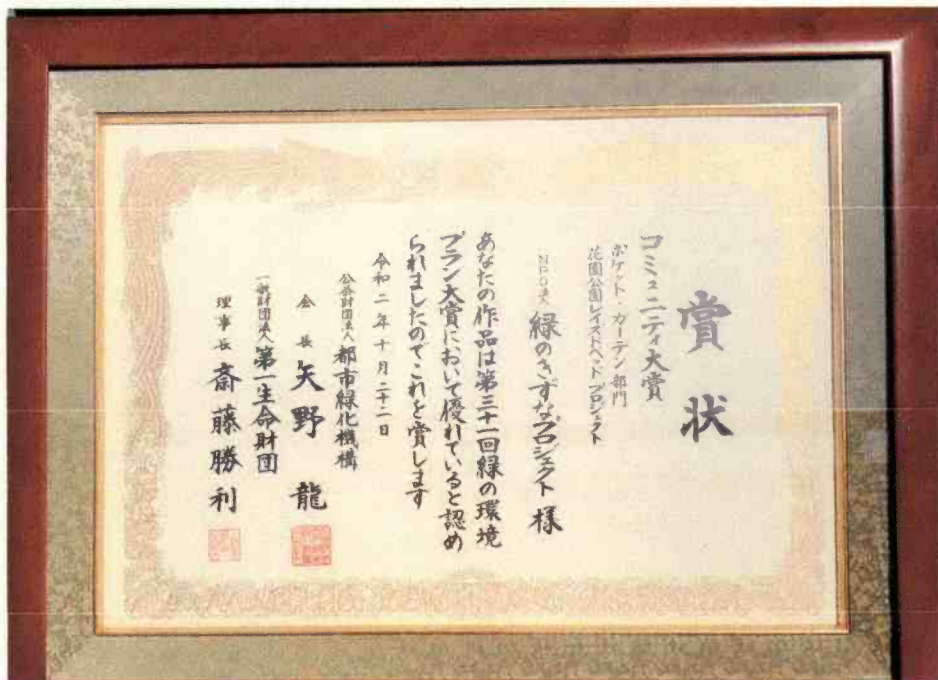 賞状
コミュニティ大賞
ポケット・ガーデン部門
花園公園レイズドベッドプロジェクト
NPO法人 緑のきずなプロジェクト 様
あなたの作品は第三十一回緑の環境
プラン大賞において優れていると認め
られましたのでこれを賞します
令和二年十月二十二日
公益財団法人 都市緑化機構
会長 矢野 龍
一般財団法人 第一生命財団
理事長 斎藤勝利